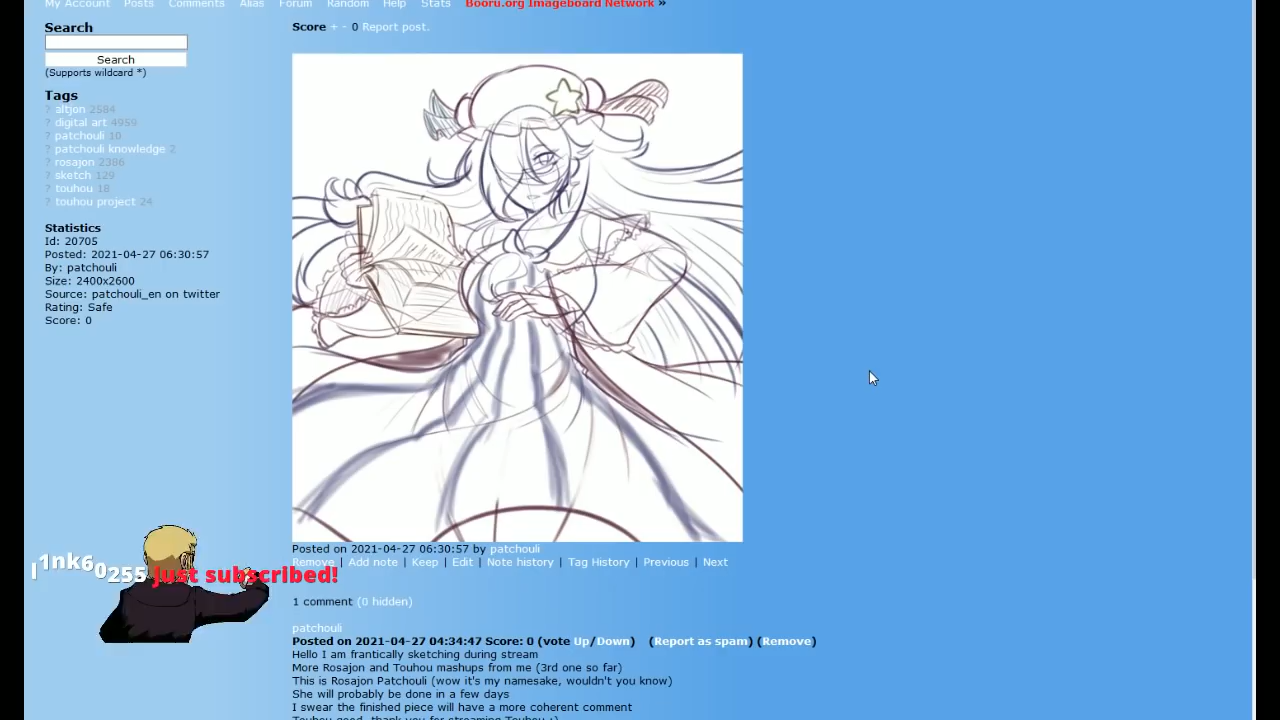 My Account Posts Comments Alias Forum Random Help Stats Booru.org Imageboard Network »
Search
Search
(Supports wildcard *)
Tags
? altjon 2584
? digital art 4959
? patchouli 10
? patchouli knowledge 2
? rosajon 2386
? sketch 129
? touhou 18
? touhou project 24
Statistics
Id: 20705
Posted: 2021-04-27 06:30:57
By: patchouli
Size: 2400x2600
Source: patchouli_en on twitter
Rating: Safe
Score: 0
Score + - 0 Report post.
Posted on 2021-04-27 06:30:57 by patchouli
Remove | Add note | Keep | Edit | Note history | Tag History | Previous | Next
l1nk60255 Just subscribed!
1 comment (0 hidden)
patchouli
Posted on 2021-04-27 04:34:47 Score: 0 (vote Up/Down) (Report as spam) (Remove)
Hello I am frantically sketching during stream
More Rosajon and Touhou mashups from me (3rd one so far)
This is Rosajon Patchouli (wow it's my namesake, wouldn't you know)
She will probably be done in a few days
I swear the finished piece will have a more coherent comment
Touhou good, thank you for streaming Touhou :)